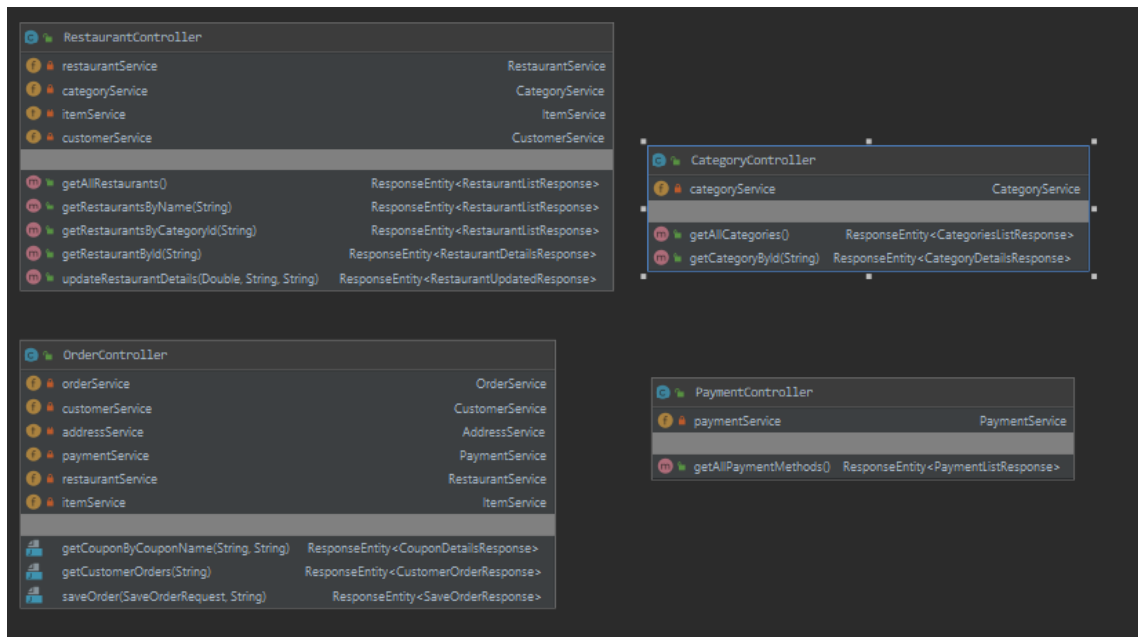 RestaurantController
restaurantService RestaurantService
categoryService CategoryService
itemService ItemService
customerService CustomerService
getAllRestaurants() ResponseEntity<RestaurantListResponse>
getRestaurantsByName(String) ResponseEntity<RestaurantListResponse>
getRestaurantsByCategoryId(String) ResponseEntity<RestaurantListResponse>
getRestaurantById(String) ResponseEntity<RestaurantDetailsResponse>
updateRestaurantDetails(Double, String, String) ResponseEntity<RestaurantUpdatedResponse>
CategoryController
categoryService CategoryService
getAllCategories() ResponseEntity<CategoriesListResponse>
getCategoryById(String) ResponseEntity<CategoryDetailsResponse>
OrderController
orderService OrderService
customerService CustomerService
addressService AddressService
paymentService PaymentService
restaurantService RestaurantService
itemService ItemService
getCouponByCouponName(String, String) ResponseEntity<CouponDetailsResponse>
getCustomerOrders(String) ResponseEntity<CustomerOrderResponse>
saveOrder(SaveOrderRequest, String) ResponseEntity<SaveOrderResponse>
PaymentController
paymentService PaymentService
getAllPaymentMethods() ResponseEntity<PaymentListResponse>